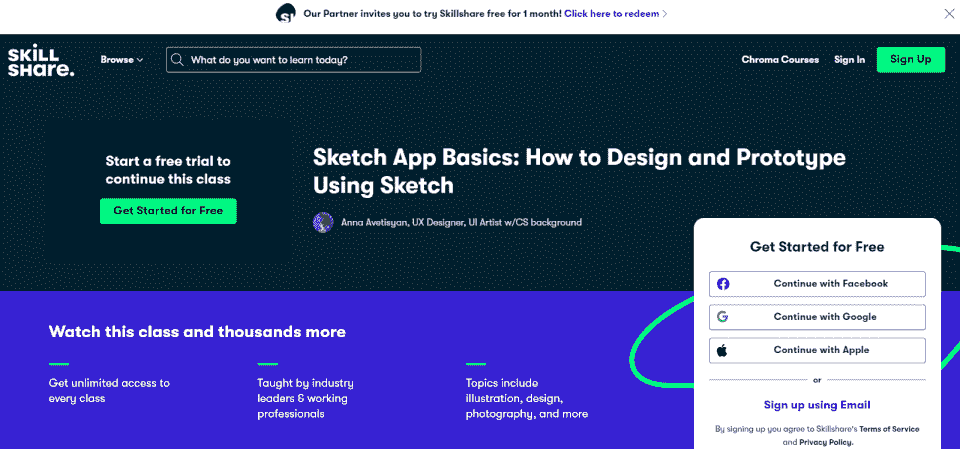 Our Partner invites you to try Skillshare free for 1 month! Click here to redeem
SKILL
SHARE.
Browse
What do you want to learn today?
Chroma Courses
Sign In
Sign Up
Start a free trial to
continue this class
Get Started for Free
Sketch App Basics: How to Design and Prototype
Using Sketch
Anna Avetisyan, UX Designer, UI Artist w/CS background
Get Started for Free
Continue with Facebook
Continue with Google
Continue with Apple
or
Sign up using Email
By signing up you agree to Skillshare's Terms of Service
and Privacy Policy.
Watch this class and thousands more
Get unlimited access to
every class
Taught by industry
leaders & working
professionals
Topics include
illustration, design,
photography, and more